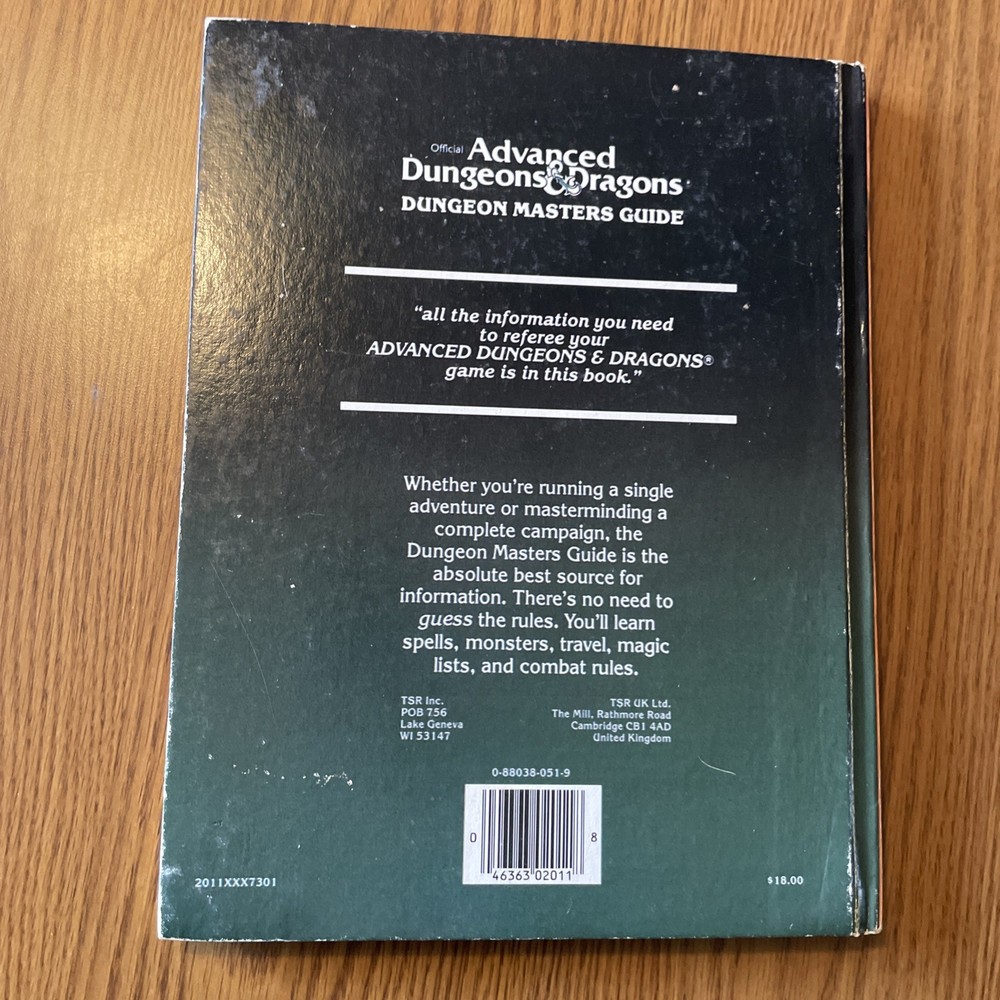 Official Advanced
Dungeons & Dragons®
DUNGEON MASTERS GUIDE
“all the information you need
to referee your
ADVANCED DUNGEONS & DRAGONS®
game is in this book.”
Whether you’re running a single
adventure or masterminding a
complete campaign, the
Dungeon Masters Guide is the
absolute best source for
information. There’s no need to
guess the rules. You’ll learn
spells, monsters, travel, magic
lists, and combat rules.
TSR Inc.
POB 756
Lake Geneva
WI 53147
TSR UK Ltd.
The Mill, Rathmore Road
Cambridge CB1 4AD
United Kingdom
0-88038-051-9
0 46363 02011 8
2011XXX7301
$18.00